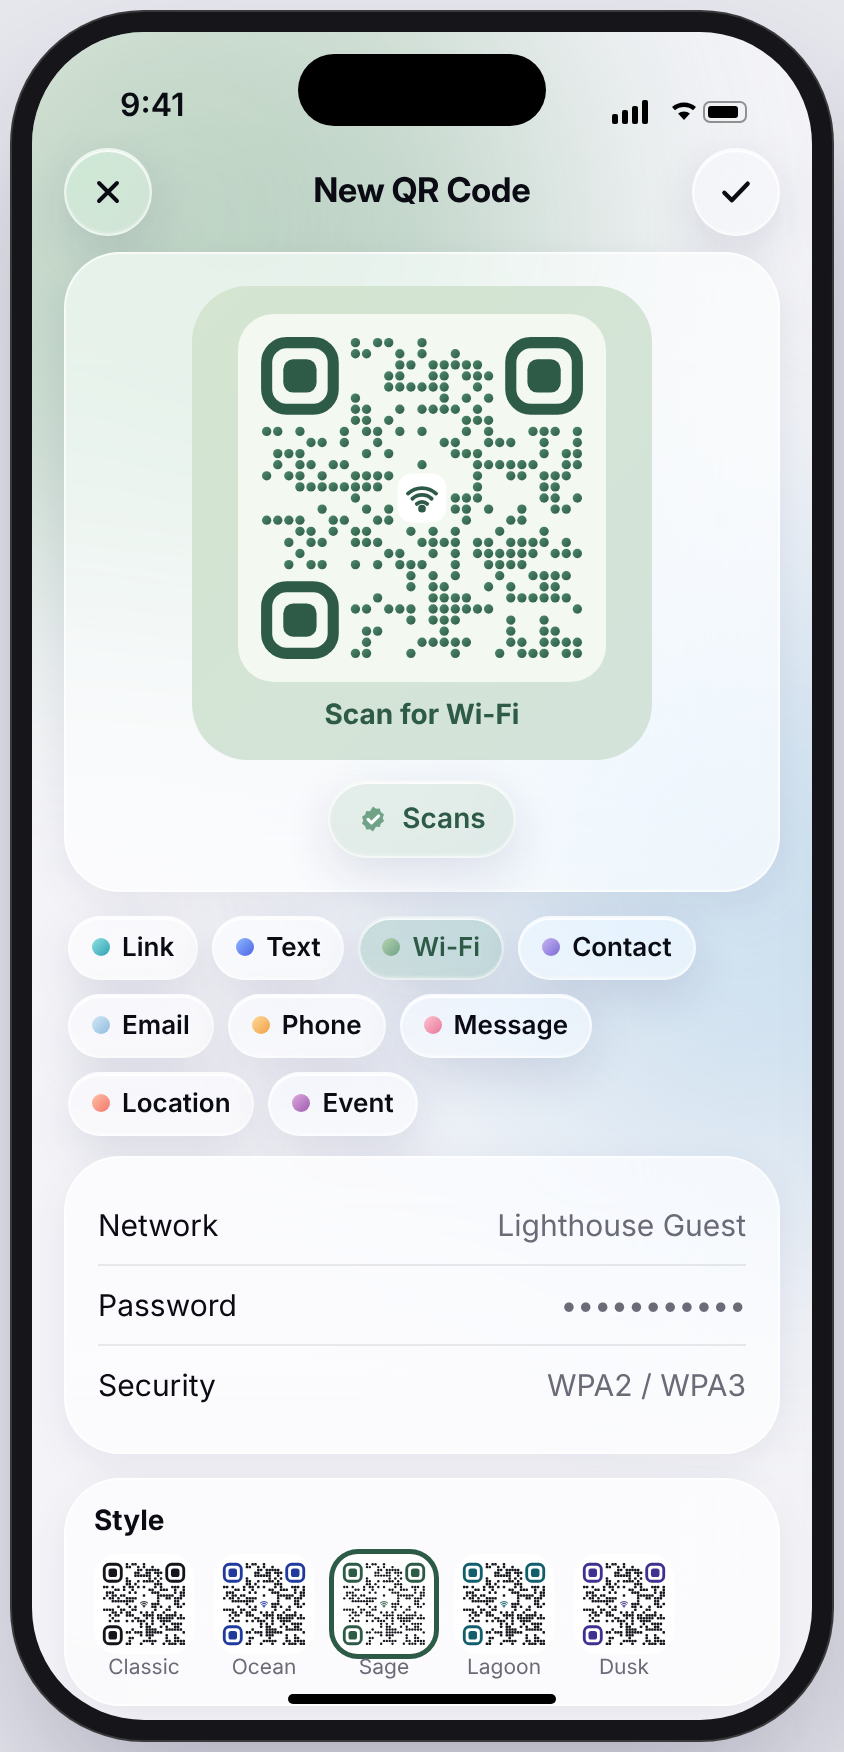 9:41
New QR Code
Scan for Wi-Fi
Scans
Link Text Wi-Fi Contact
Email Phone Message
Location Event
Network Lighthouse Guest
Password •••••••••••
Security WPA2 / WPA3
Style
Classic Ocean Sage Lagoon Dusk